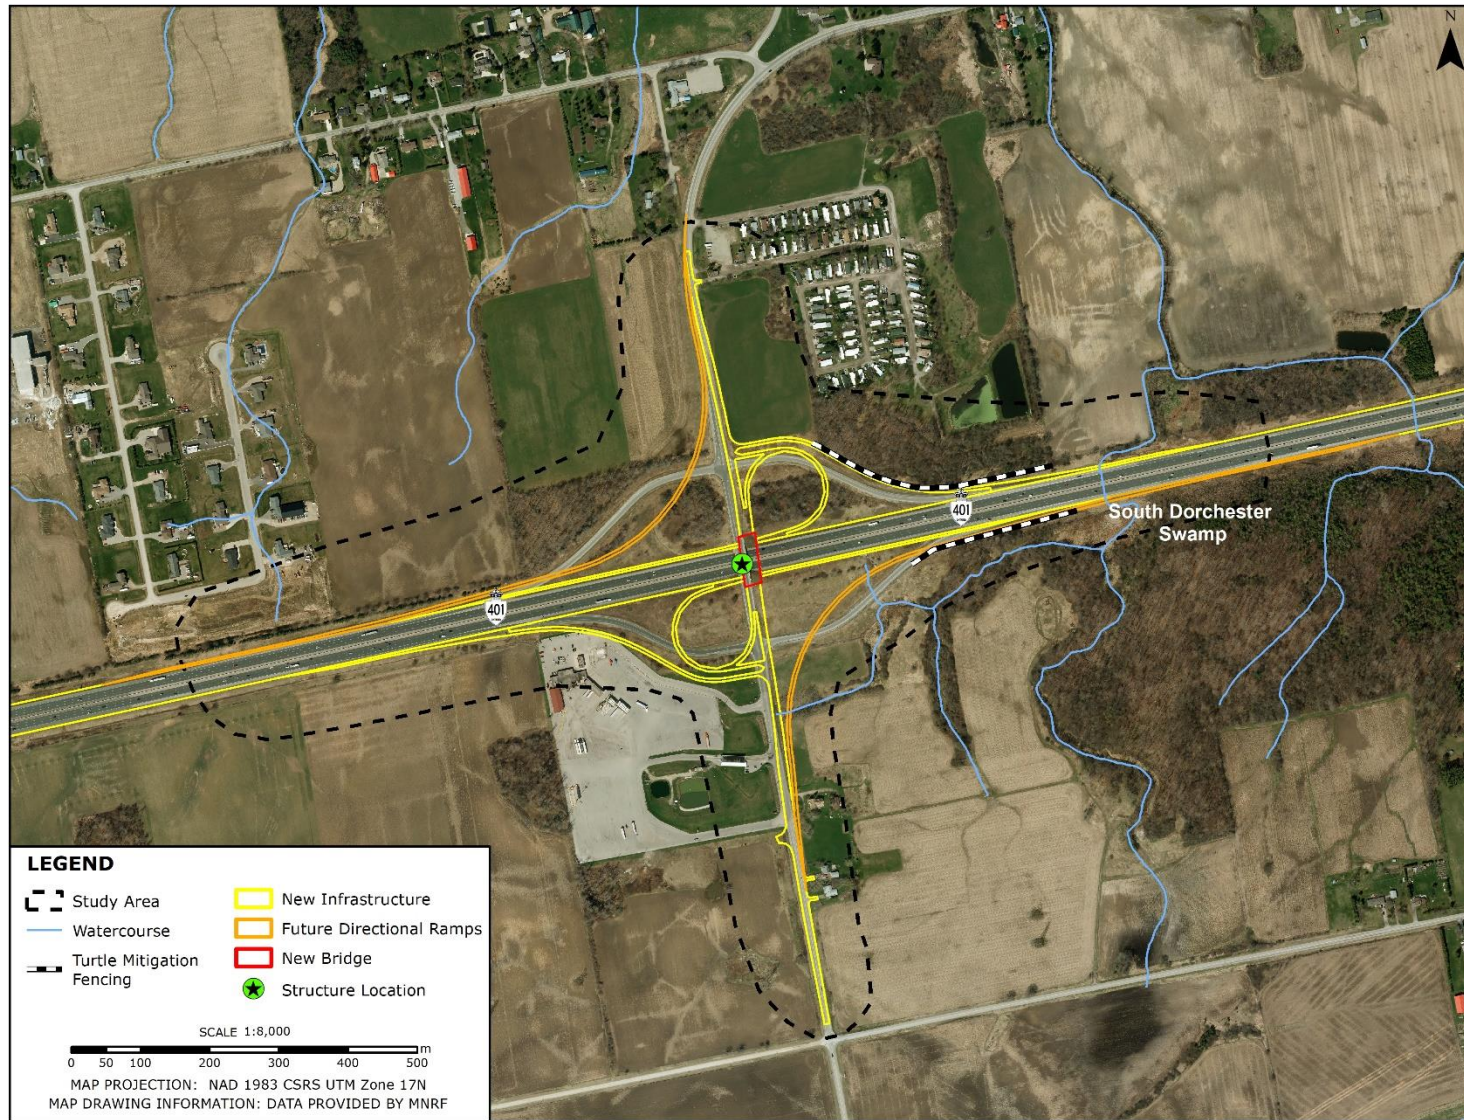 N
401
South Dorchester
Swamp
401
LEGEND
Study Area
Watercourse
Turtle Mitigation
Fencing
New Infrastructure
Future Directional Ramps
New Bridge
Structure Location
SCALE 1:8,000
0 50 100 200 300 400 500 m
MAP PROJECTION: NAD 1983 CSRS UTM Zone 17N
MAP DRAWING INFORMATION: DATA PROVIDED BY MNRF